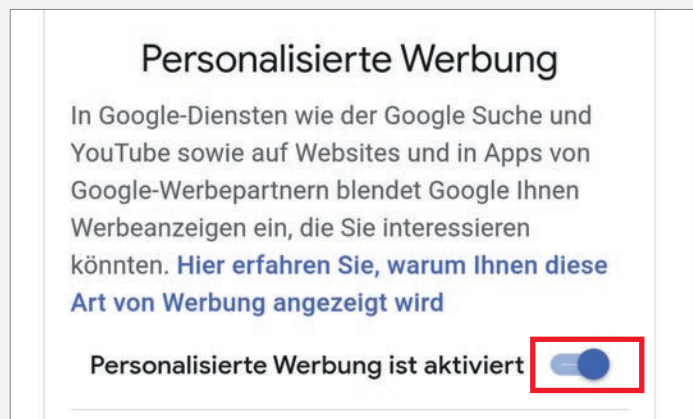 Personalisierte Werbung
In Google-Diensten wie der Google Suche und
YouTube sowie auf Websites und in Apps von
Google-Werbepartnern blendet Google Ihnen
Werbeanzeigen ein, die Sie interessieren
könnten. Hier erfahren Sie, warum Ihnen diese
Art von Werbung angezeigt wird
Personalisierte Werbung ist aktiviert